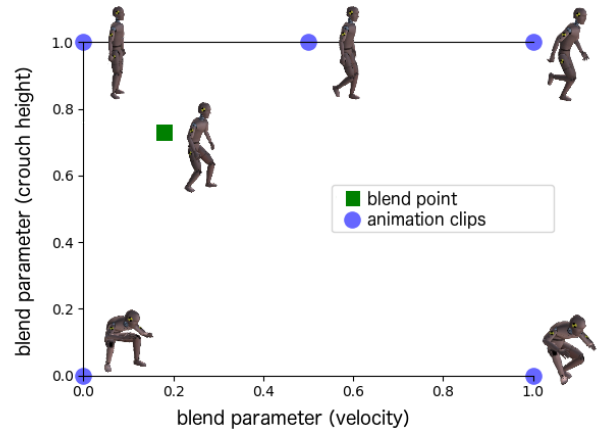 1.0
0.8
0.6
0.4
0.2
0.0
blend parameter (crouch height)
blend point
animation clips
0.0 0.2 0.4 0.6 0.8 1.0
blend parameter (velocity)